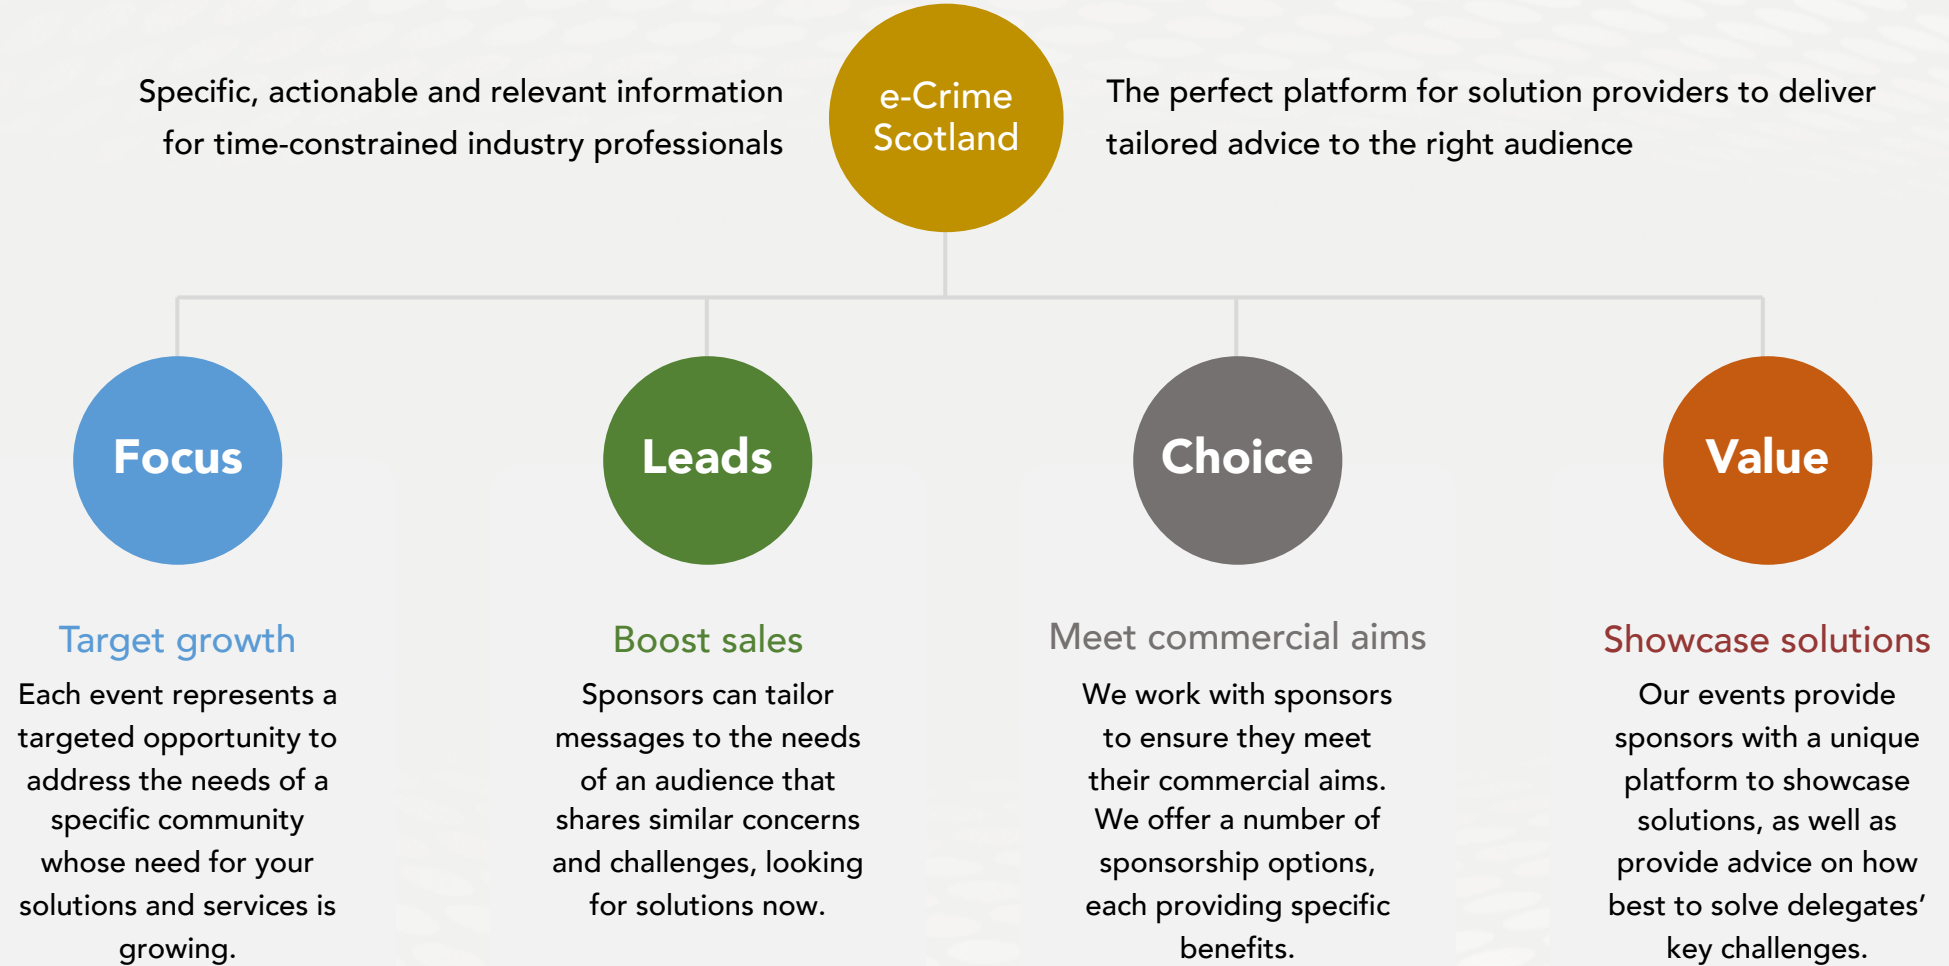 Specific, actionable and relevant information
for time-constrained industry professionals
e-Crime
Scotland
The perfect platform for solution providers to deliver
tailored advice to the right audience
Focus
Target growth
Each event represents a
targeted opportunity to
address the needs of a
specific community
whose need for your
solutions and services is
growing.
Leads
Boost sales
Sponsors can tailor
messages to the needs
of an audience that
shares similar concerns
and challenges, looking
for solutions now.
Choice
Meet commercial aims
We work with sponsors
to ensure they meet
their commercial aims.
We offer a number of
sponsorship options,
each providing specific
benefits.
Value
Showcase solutions
Our events provide
sponsors with a unique
platform to showcase
solutions, as well as
provide advice on how
best to solve delegates’
key challenges.